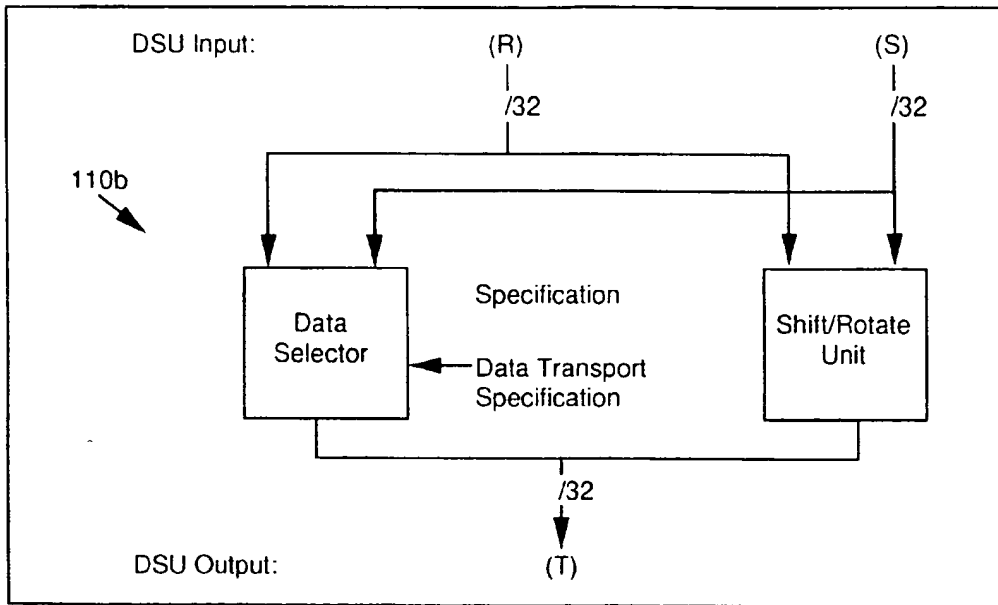 DSU Input: (R) (S)
/32 /32
110b
Specification
Data
Selector
Shift/Rotate
Unit
Data Transport
Specification
/32
DSU Output: (T)